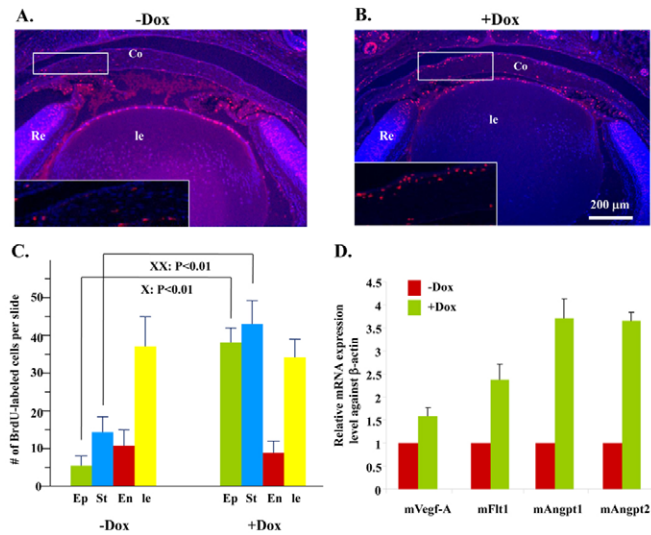 A.
-Dox
Co
Re
le
B.
+Dox
Co
Re
le
200 μm
C.
# of BrdU-labeled cells per slide
40
30
20
10
0
XX: P<0.01
X: P<0.01
Ep St En le
Ep St En le
-Dox
+Dox
D.
Relative mRNA expression
level against β-actin
4.5
4
3.5
3
2.5
2
1.5
1
0.5
0
-Dox
+Dox
mVegf-A mFlt1 mAngpt1 mAngpt2